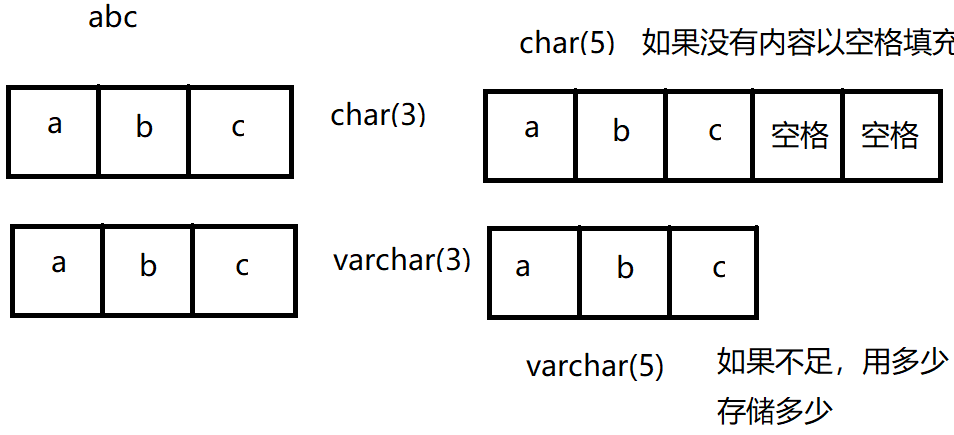 abc
char(5) 如果没有内容以空格填充
a b c char(3) a b c 空格 空格
a b c varchar(3) a b c
varchar(5) 如果不足，用多少
存储多少